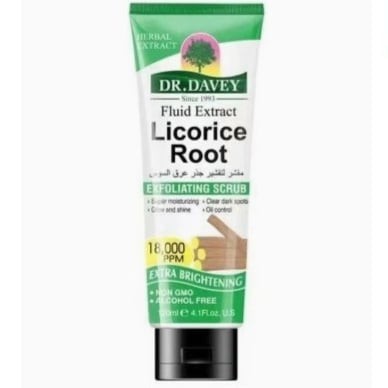 HERBAL
EXTRACT
DR.DAVEY
Since 1993
Fluid Extract
Licorice
Root
مقشر لتقشير جذر عرق السوس
EXFOLIATING SCRUB
• Super moisturizing • Clear dark spots
• Glow and shine • Oil control
18,000
PPM
EXTRA BRIGHTENING
• NON GMO
• ALCOHOL FREE
120ml e 4.1Fl.oz, U.S